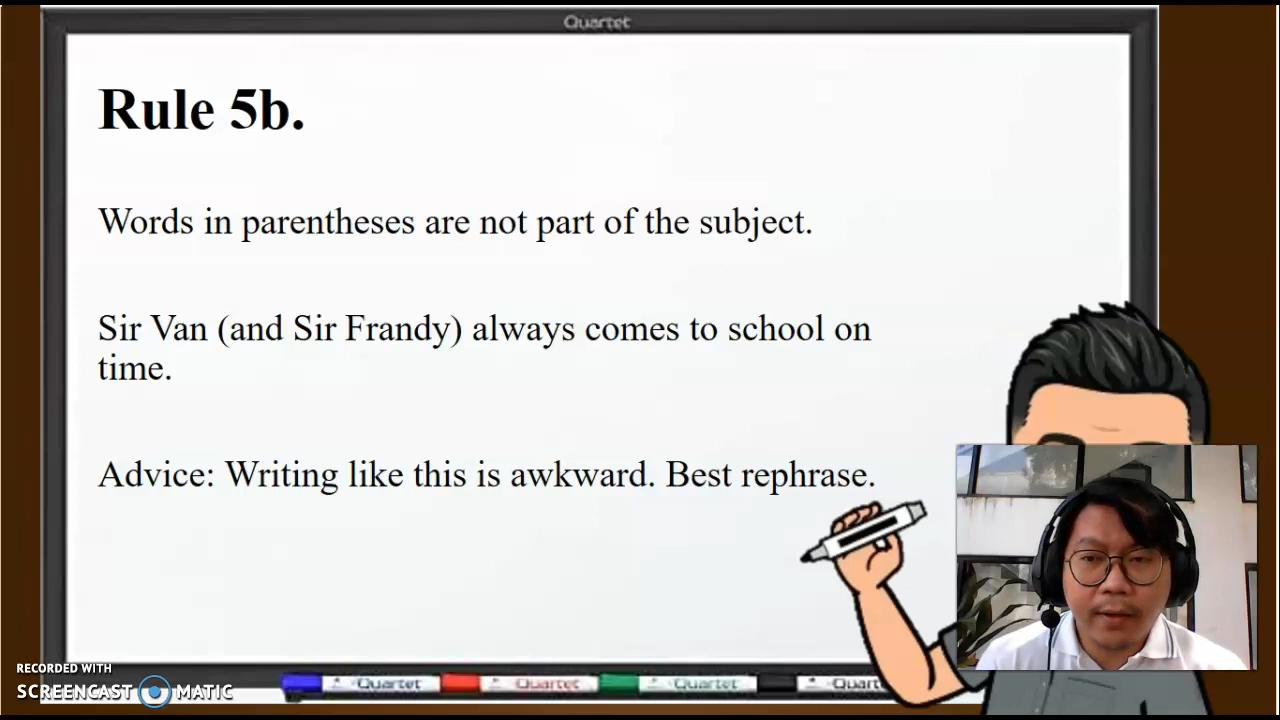 Quartet
Rule 5b.
Words in parentheses are not part of the subject.
Sir Van (and Sir Frandy) always comes to school on
time.
Advice: Writing like this is awkward. Best rephrase.
RECORDED WITH
SCREENCAST MATIC
Quartet Quartet Quartet Quart